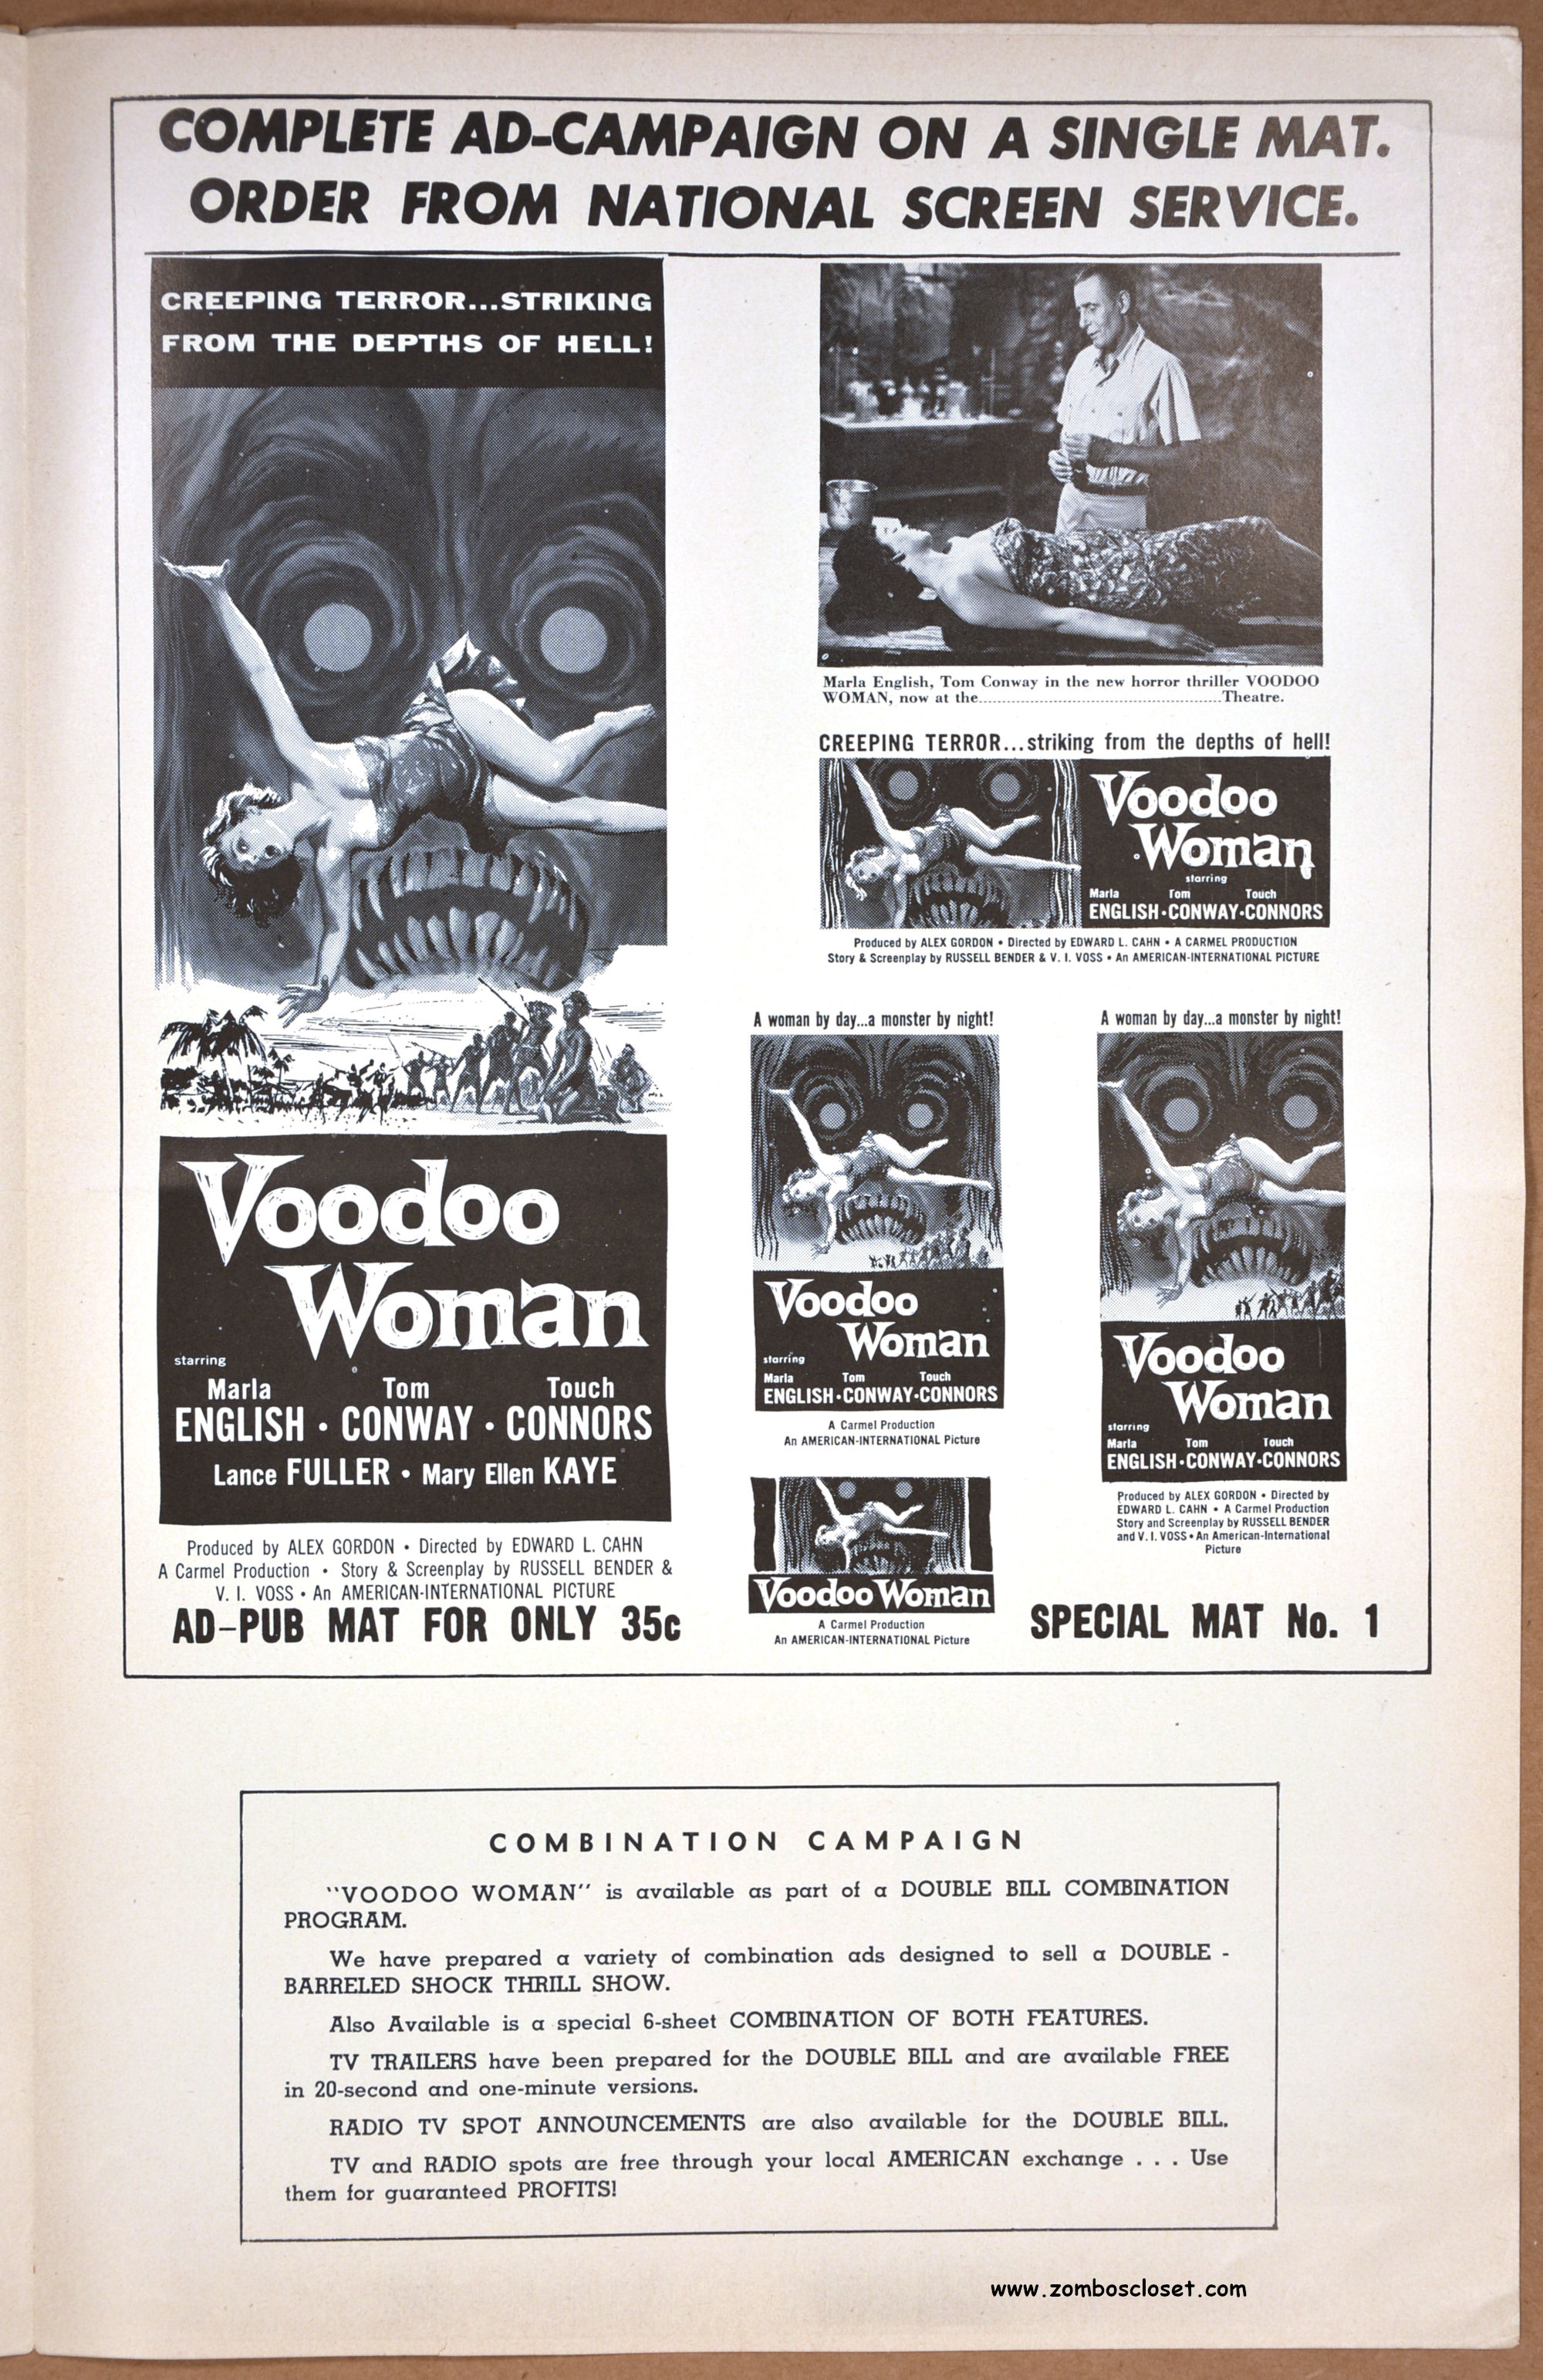 COMPLETE AD-CAMPAIGN ON A SINGLE MAT.
ORDER FROM NATIONAL SCREEN SERVICE.
CREEPING TERROR...STRIKING
FROM THE DEPTHS OF HELL!
Voodoo
Woman
starring
Marla Tom Touch
ENGLISH • CONWAY • CONNORS
Lance FULLER • Mary Ellen KAYE
Produced by ALEX GORDON • Directed by EDWARD L. CAHN
A Carmel Production • Story & Screenplay by RUSSELL BENDER &
V. I. VOSS • An AMERICAN-INTERNATIONAL PICTURE
AD-PUB MAT FOR ONLY 35c
Marla English, Tom Conway in the new horror thriller VOODOO
WOMAN, now at the..................................................Theatre.
CREEPING TERROR...striking from the depths of hell!
Voodoo
Woman
starring
Marla Tom Touch
ENGLISH•CONWAY•CONNORS
Produced by ALEX GORDON • Directed by EDWARD L. CAHN • A CARMEL PRODUCTION
Story & Screenplay by RUSSELL BENDER & V. I. VOSS • An AMERICAN-INTERNATIONAL PICTURE
A woman by day...a monster by night!
Voodoo
Woman
starring
Marla Tom Touch
ENGLISH•CONWAY•CONNORS
A Carmel Production
An AMERICAN-INTERNATIONAL Picture
Voodoo Woman
A Carmel Production
An AMERICAN-INTERNATIONAL Picture
A woman by day...a monster by night!
Voodoo
Woman
starring
Marla Tom Touch
ENGLISH•CONWAY•CONNORS
Produced by ALEX GORDON • Directed by
EDWARD L. CAHN • A Carmel Production
Story and Screenplay by RUSSELL BENDER
and V. I. VOSS • An American-International
Picture
SPECIAL MAT No. 1
COMBINATION CAMPAIGN
"VOODOO WOMAN" is available as part of a DOUBLE BILL COMBINATION
PROGRAM.
We have prepared a variety of combination ads designed to sell a DOUBLE -
BARRELED SHOCK THRILL SHOW.
Also Available is a special 6-sheet COMBINATION OF BOTH FEATURES.
TV TRAILERS have been prepared for the DOUBLE BILL and are available FREE
in 20-second and one-minute versions.
RADIO TV SPOT ANNOUNCEMENTS are also available for the DOUBLE BILL.
TV and RADIO spots are free through your local AMERICAN exchange . . . Use
them for guaranteed PROFITS!
www.zomboscloset.com